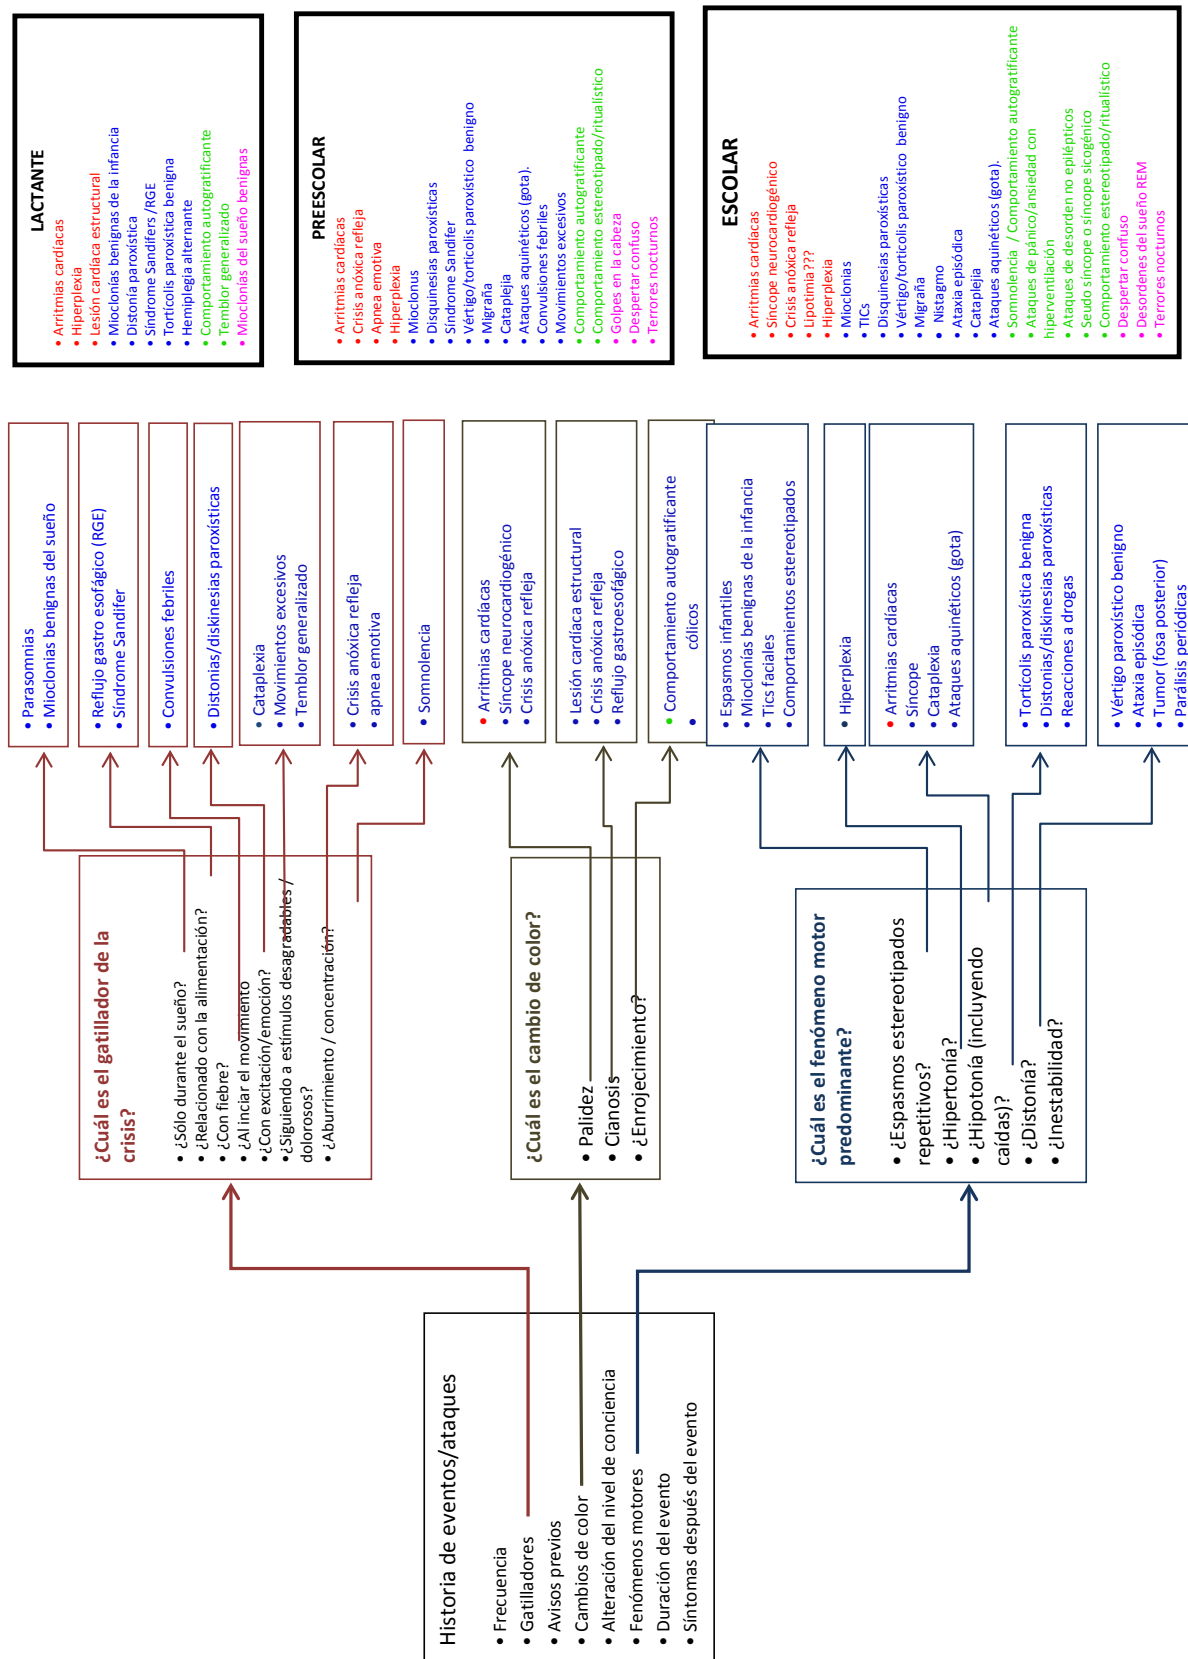 Historia de eventos/ataques
• Frecuencia
• Gatilladores
• Avisos previos
• Cambios de color
• Alteración del nivel de conciencia
• Fenómenos motores
• Duración del evento
• Síntomas después del evento
¿Cuál es el gatillador de la
crisis?
• ¿Sólo durante el sueño?
• ¿Relacionado con la alimentación?
• ¿Con fiebre?
• ¿Al inciar el movimiento
• ¿Con excitación/emoción?
• ¿Siguiendo a estímulos desagradables /
dolorosos?
• ¿Aburrimiento / concentración?
¿Cuál es el cambio de color?
• Palidez
• Cianosis
• ¿Enrojecimiento?
¿Cuál es el fenómeno motor
predominante?
• ¿Espasmos estereotipados
repetitivos?
• ¿Hipertonía?
• ¿Hipotonía (incluyendo
caídas)?
• ¿Distonía?
• ¿Inestabilidad?
• Parasomnias
• Mioclonias benignas del sueño
• Reflujo gastro esofágico (RGE)
• Síndrome Sandifer
• Convulsiones febriles
• Distonías/diskinesias paroxísticas
• Cataplexia
• Movimientos excesivos
• Temblor generalizado
• Crisis anóxica refleja
• apnea emotiva
• Somnolencia
• Arritmias cardíacas
• Síncope neurocardiogénico
• Crisis anóxica refleja
• Lesión cardíaca estructural
• Crisis anóxica refleja
• Reflujo gastroesofágico
• Comportamiento autogratificante
• cólicos
• Espasmos infantiles
• Mioclonías benignas de la infancia
• Tics faciales
• Comportamientos estereotipados
• Hiperplexia
• Arritmias cardíacas
• Síncope
• Cataplexia
• Ataques aquinéticos (gota)
• Tortícolis paroxística benigna
• Distonías/diskinesias paroxísticas
• Reacciones a drogas
• Vértigo paroxístico benigno
• Ataxia episódica
• Tumor (fosa posterior)
• Parálisis periódicas
LACTANTE
• Arritmias cardíacas
• Hiperplexia
• Lesión cardíaca estructural
• Mioclonías benignas de la infancia
• Distonía paroxística
• Síndrome Sandifers /RGE
• Tortícolis paroxística benigna
• Hemiplegia alternante
• Comportamiento autogratificante
• Temblor generalizado
• Mioclonías del sueño benignas
PREESCOLAR
• Arritmias cardíacas
• Crisis anóxica refleja
• Apnea emotiva
• Hiperplexia
• Mioclonus
• Disquinesias paroxísticas
• Síndrome Sandifer
• Vértigo/torticolis paroxístico benigno
• Migraña
• Cataplejia
• Ataques aquinéticos (gota).
• Convulsiones febriles
• Movimientos excesivos
• Comportamiento autogratificante
• Comportamiento estereotipado/ritualístico
• Golpes en la cabeza
• Despertar confuso
• Terrores nocturnos
ESCOLAR
• Arritmias cardíacas
• Síncope neurocardiogénico
• Crisis anóxica refleja
• Lipotimia???
• Hiperplexia
• Mioclonias
• TICs
• Disquinesias paroxísticas
• Vértigo/torticolis paroxístico benigno
• Migraña
• Nistagmo
• Ataxia episódica
• Cataplejia
• Ataques aquinéticos (gota).
• Somnolencia / Comportamiento autogratificante
• Ataques de pánico/ansiedad con
hiperventilación
• Ataques de desorden no epilépticos
• Seudo síncope o síncope sicogénico
• Comportamiento estereotipado/ritualístico
• Despertar confuso
• Desordenes del sueño REM
• Terrores nocturnos